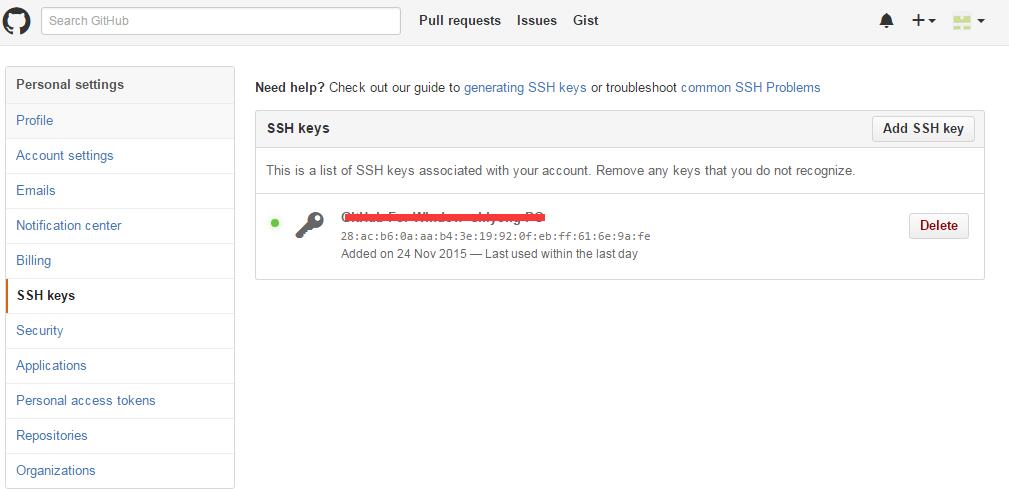 Search GitHub
Pull requests Issues Gist
Personal settings
Profile
Account settings
Emails
Notification center
Billing
SSH keys
Security
Applications
Personal access tokens
Repositories
Organizations
Need help? Check out our guide to generating SSH keys or troubleshoot common SSH Problems
SSH keys
Add SSH key
This is a list of SSH keys associated with your account. Remove any keys that you do not recognize.
28:ac:b6:0a:aa:b4:3e:19:92:0f:eb:ff:61:6e:9a:fe
Added on 24 Nov 2015 — Last used within the last day
Delete